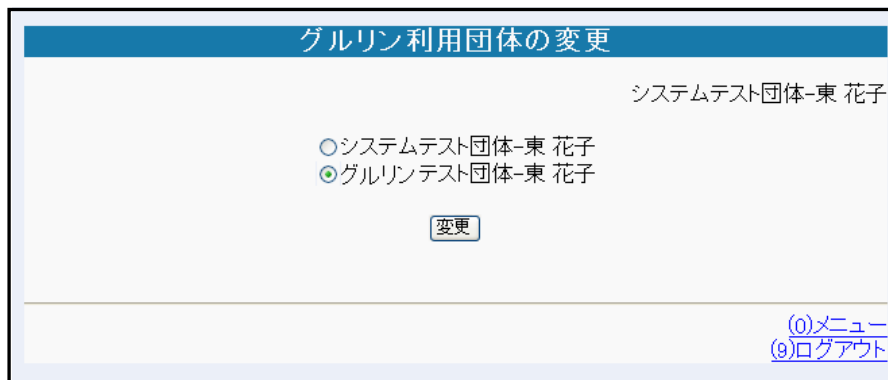 グルリン利用団体の変更
システムテスト団体-東 花子
システムテスト団体-東 花子
グルリンテスト団体-東 花子
変更
(0)メニュー
(9)ログアウト